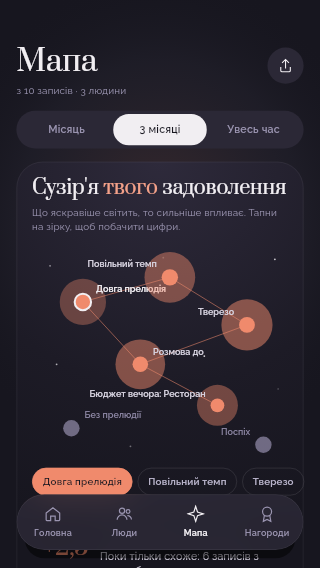 Мапа
з 10 записів · 3 людини
Місяць
3 місяці
Увесь час
Сузір'я твого задоволення
Що яскравіше світить, то сильніше впливає. Тапни
на зірку, щоб побачити цифри.
Повільний темп
Довга прелюдія
Тверезо
Розмова до
Бюджет вечора: Ресторан
Без прелюдії
Поспіх
Довга прелюдія
Повільний темп
Тверезо
Головна
Люди
Мапа
Нагороди
Поки тільки схоже: 6 записів з